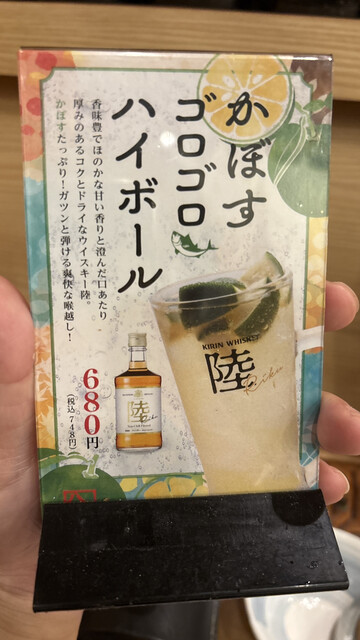 かぼす
ゴロゴロ
ハイボール
香味豊でほのかな甘い香りと澄んだ口あたり
厚みのあるコクとドライなウイスキー陸。
かぼすたっぷり！ガツンと弾ける爽快な喉越し！
680円
（税込748円）
KIRIN WHISKY
陸
Riku
陸
Riku